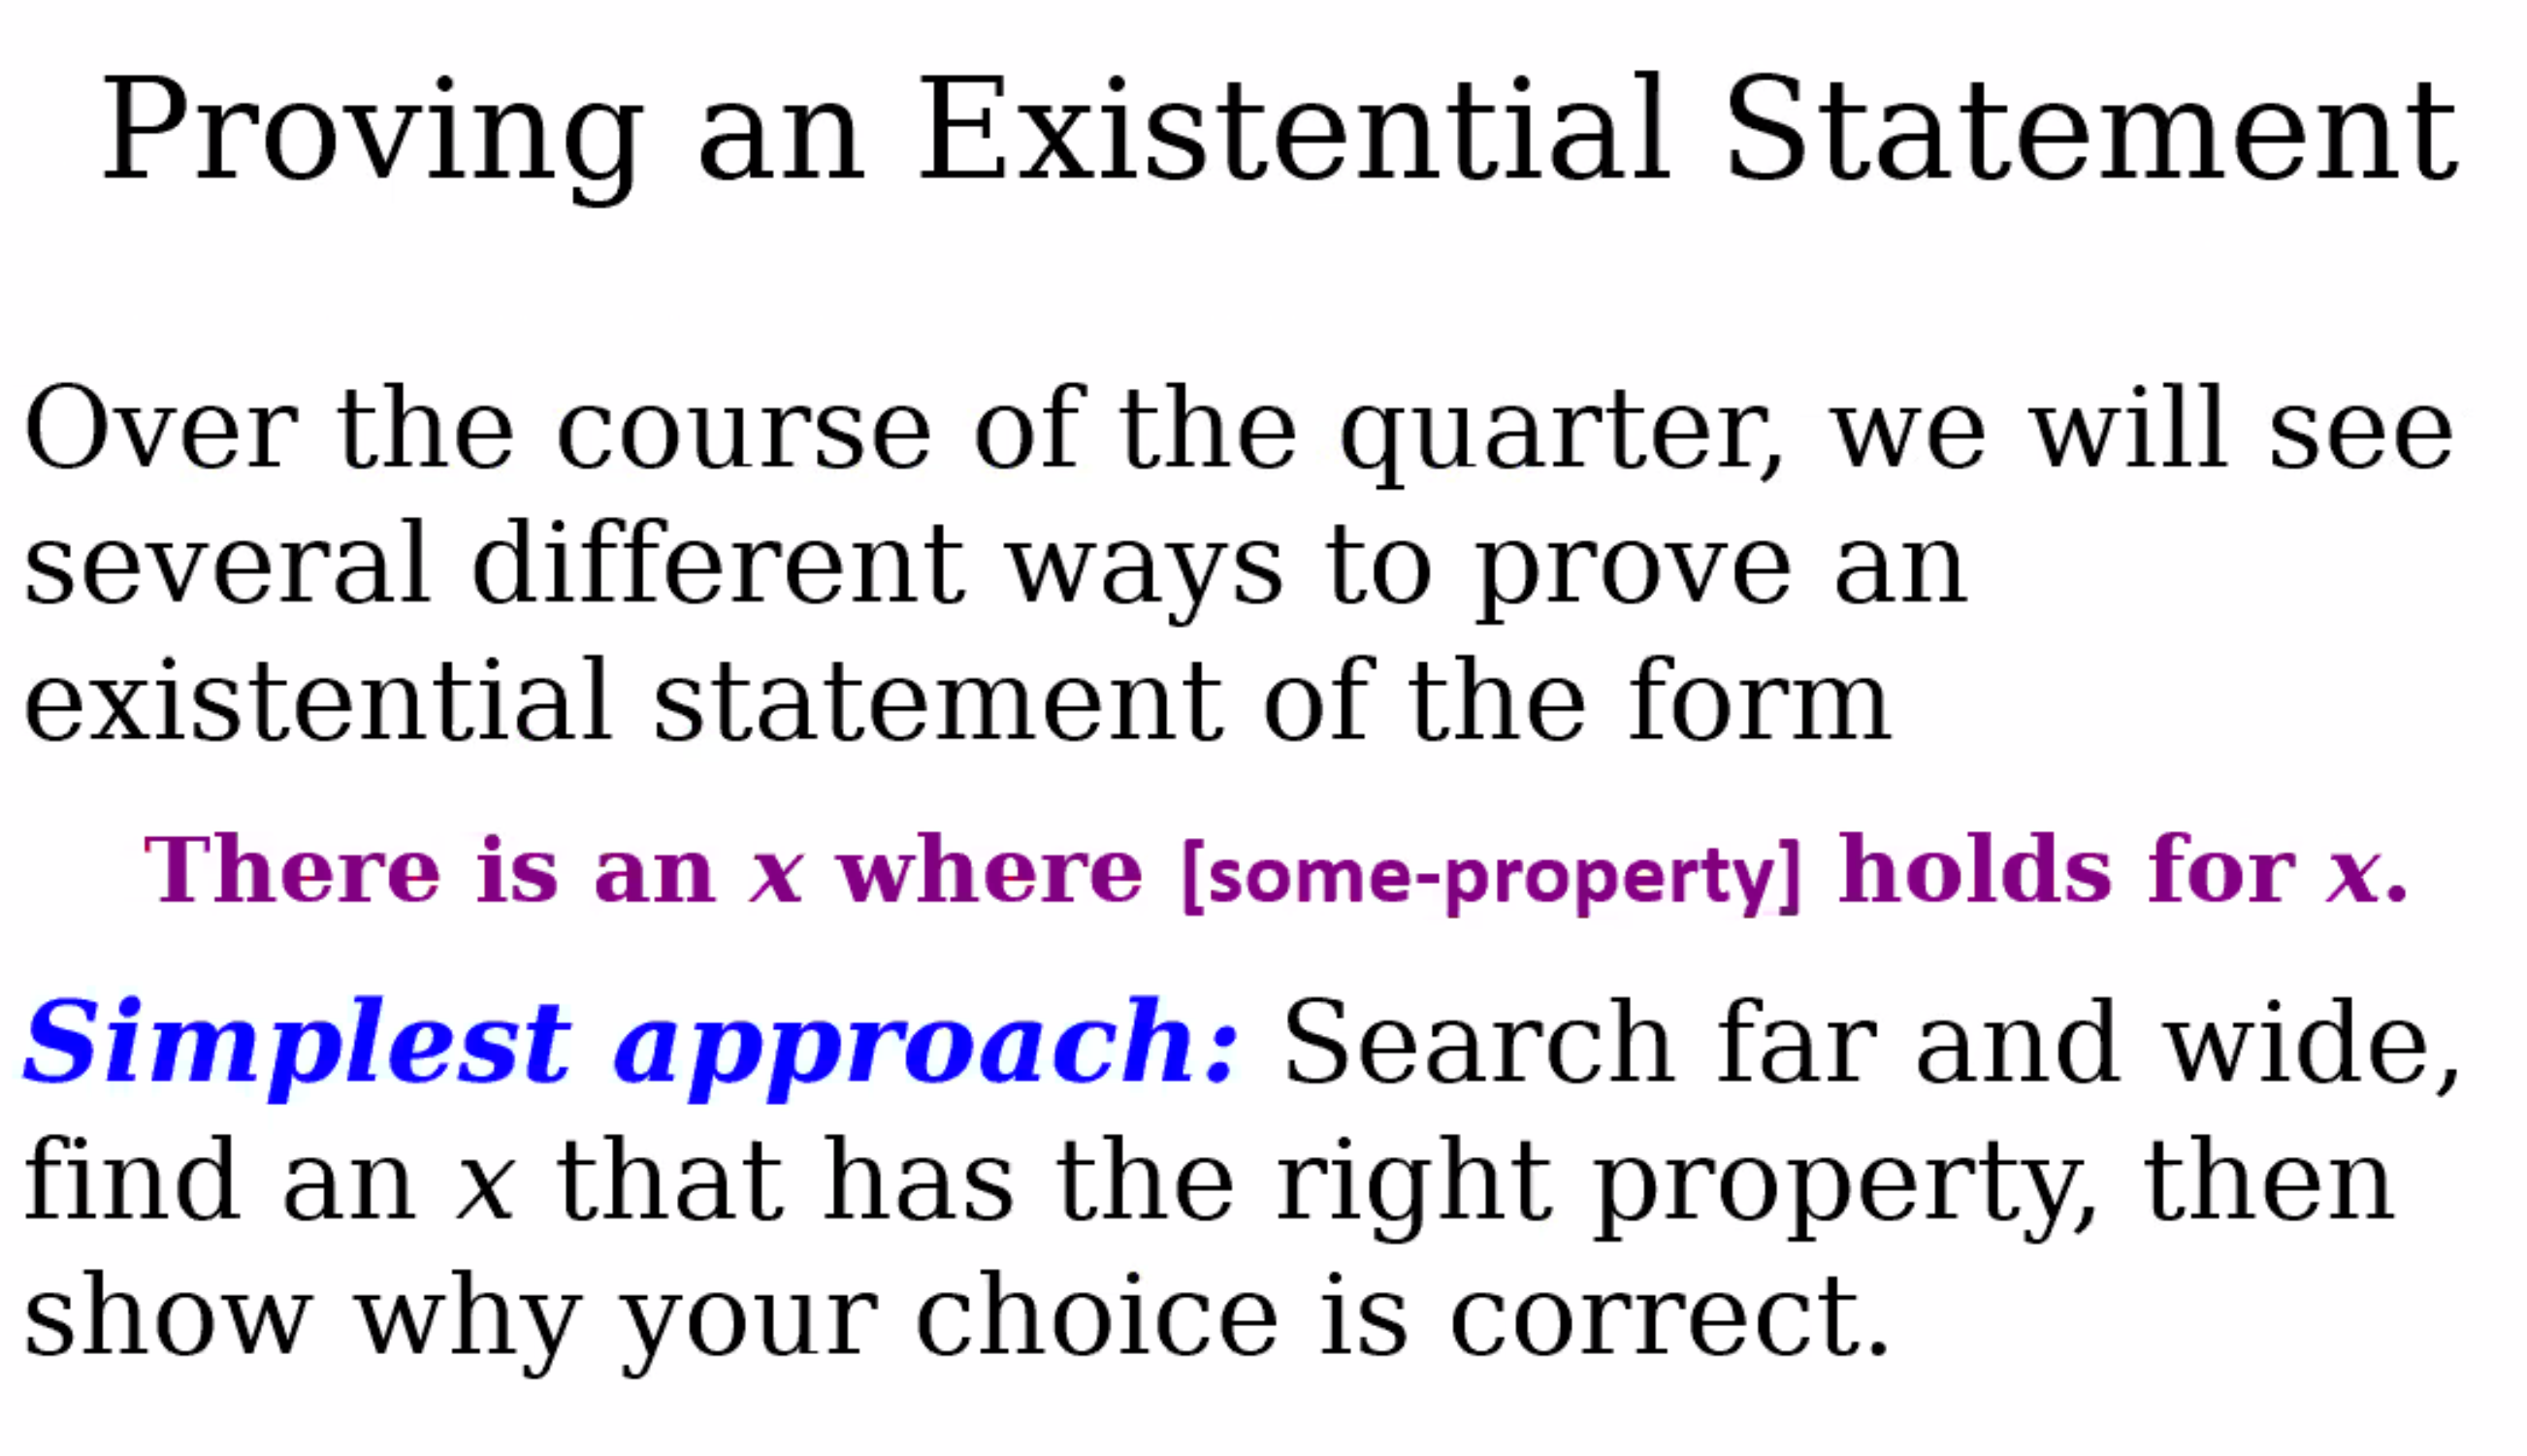 Proving an Existential Statement
Over the course of the quarter, we will see
several different ways to prove an
existential statement of the form
There is an x where [some-property] holds for x.
Simplest approach: Search far and wide,
find an x that has the right property, then
show why your choice is correct.